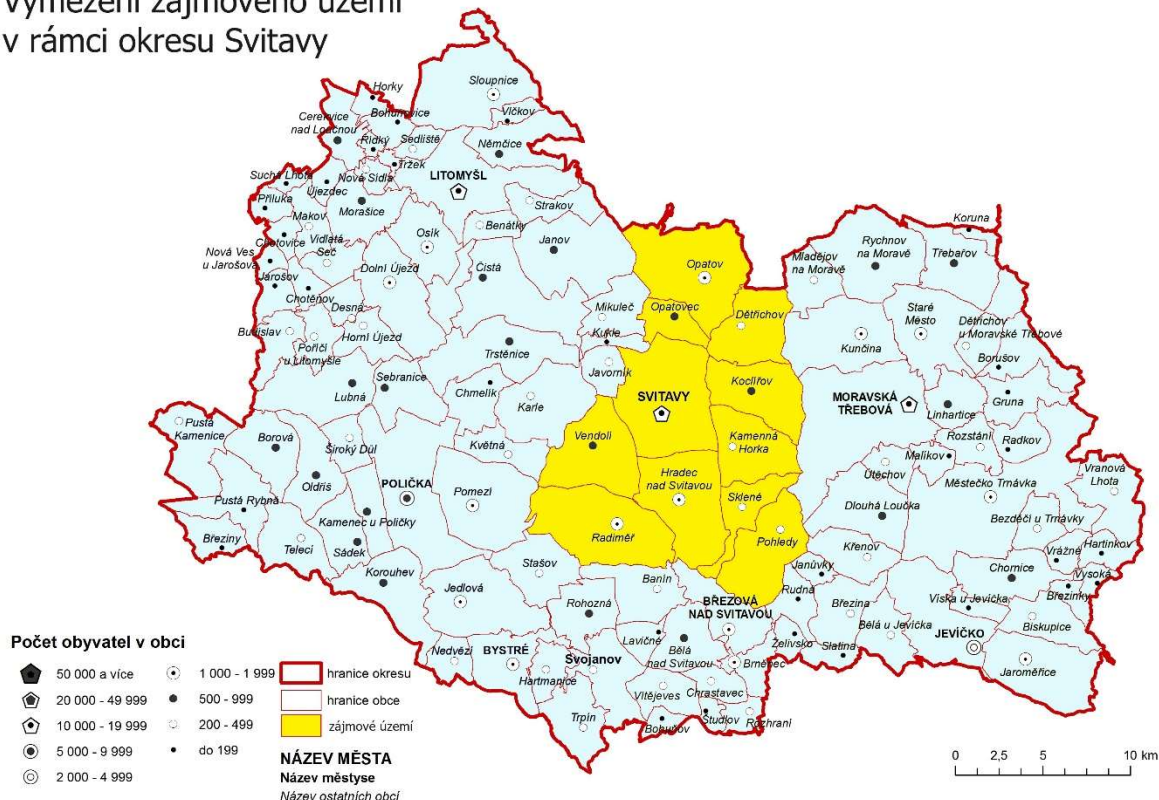 Vymezení zájmového území
v rámci okresu Svitavy
Horky
Sloupnice
Cerekvice
nad Loučnou
Bohuňovice
Vlčkov
Řídký
Sedliště
Němčice
Tržek
Suchá Lhota
Nová Sídla
LITOMYŠL
Újezdec
Příluka
Morašice
Strakov
Makov
Benátky
Koruna
Chotovice
Vidlatá
Seč
Osík
Janov
Rychnov
na Moravě
Třebařov
Nová Ves
u Jarošova
Opatov
Mladějov
na Moravě
Jarošov
Dolní Újezd
Čistá
Chotěnov
Desná
Mikuleč
Opatovec
Dětřichov
Staré
Město
Dětřichov
u Moravské Třebové
Budislav
Horní Újezd
Kukle
Poříčí
u Litomyšle
Trstěnice
Kunčina
Borušov
Javorník
Sebranice
Chmelík
Koclířov
Lubná
Karle
SVITAVY
MORAVSKÁ
TŘEBOVÁ
Gruna
Linhartice
Pustá
Kamenice
Borová
Široký Důl
Květná
Vendolí
Kamenná
Horka
Rozstání
Radkov
Malíkov
Oldřiš
Hradec
nad Svitavou
Útěchov
Vranová
Lhota
POLIČKA
Pomezí
Městečko Trnávka
Pustá Rybná
Sklené
Dlouhá Loučka
Kamenec u Poličky
Bezděčí u Trnávky
Březiny
Telecí
Sádek
Radiměř
Pohledy
Křenov
Vrážné
Hartinkov
Korouhev
Stašov
Janůvky
Chornice
Vysoká
Jedlová
Banín
Rudná
Březinky
Rohozná
BŘEZOVÁ
NAD SVITAVOU
Březina
Víska u Jevíčka
Lavičné
Bělá u Jevíčka
Biskupice
Bělá
nad Svitavou
Želivsko
Slatina
JEVÍČKO
Nedvězí
BYSTRÉ
Svojanov
Brněnec
Hartmanice
Jaroměřice
Vítějeves
Chrastavec
Trpín
Bohuňov
Študlov
Rozhraní
Počet obyvatel v obci
50 000 a více
20 000 - 49 999
10 000 - 19 999
5 000 - 9 999
2 000 - 4 999
1 000 - 1 999
500 - 999
200 - 499
do 199
hranice okresu
hranice obce
zájmové území
NÁZEV MĚSTA
Název městyse
Název ostatních obcí
0 2,5 5 10 km